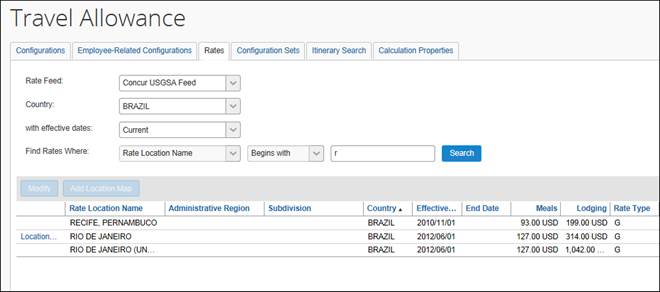 Travel Allowance
Configurations Employee-Related Configurations Rates Configuration Sets Itinerary Search Calculation Properties
Rate Feed: Concur USGSA Feed
Country: BRAZIL
with effective dates: Current
Find Rates Where: Rate Location Name Begins with r Search
Modify Add Location Map
Rate Location Name Administrative Region Subdivision Country Effective... End Date Meals Lodging Rate Type
RECIFE, PERNAMBUCO BRAZIL 2010/11/01 93.00 USD 199.00 USD G
Location... RIO DE JANEIRO BRAZIL 2012/06/01 127.00 USD 314.00 USD G
RIO DE JANEIRO (UN... BRAZIL 2012/06/01 127.00 USD 1,042.00 ... G